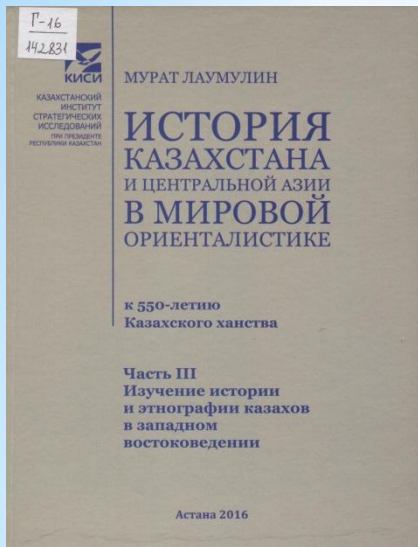 Г-16
142831
КИСИ
КАЗАХСТАНСКИЙ
ИНСТИТУТ
СТРАТЕГИЧЕСКИХ
ИССЛЕДОВАНИЙ
ПРИ ПРЕЗИДЕНТЕ
РЕСПУБЛИКИ КАЗАХСТАН
МУРАТ ЛАУМУЛИН
ИСТОРИЯ
КАЗАХСТАНА
И ЦЕНТРАЛЬНОЙ АЗИИ
В МИРОВОЙ
ОРИЕНТАЛИСТИКЕ
к 550-летию
Казахского ханства
Часть III
Изучение истории
и этнографии казахов
в западном
востоковедении
Астана 2016